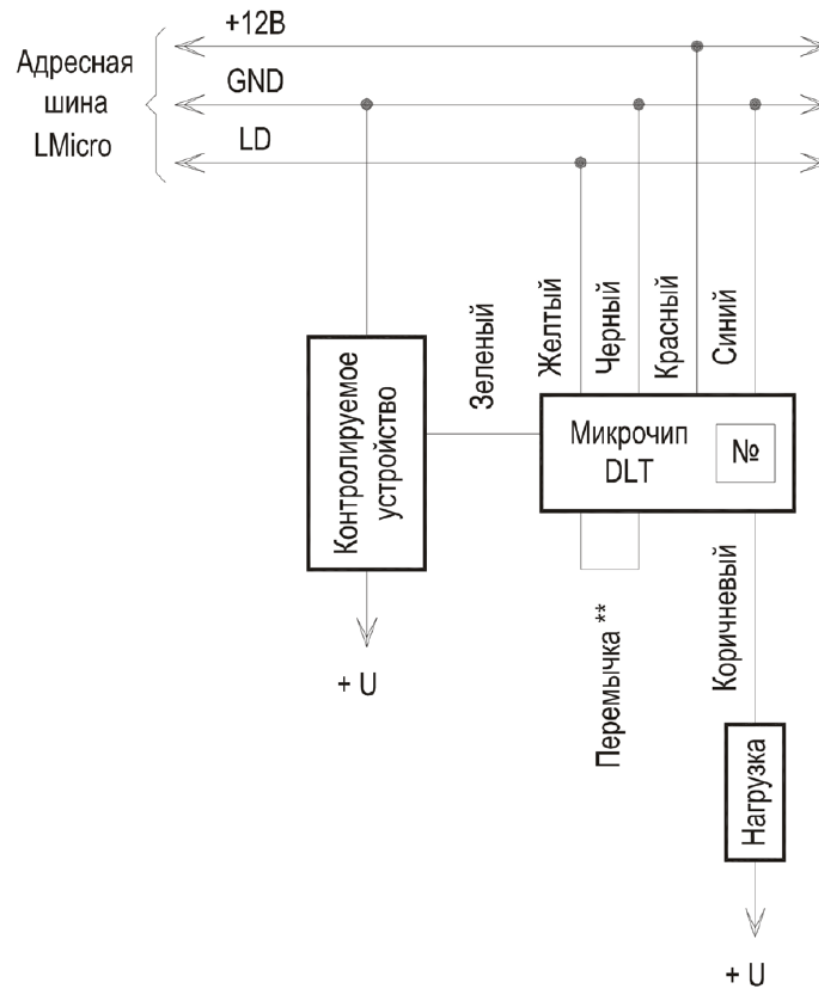 +12В
Адресная
шина
LMicro
GND
LD
Зеленый
Желтый
Черный
Красный
Синий
Контролируемое
устройство
Микрочип
DLT
№
Перемычка **
Коричневый
+ U
Нагрузка
+ U